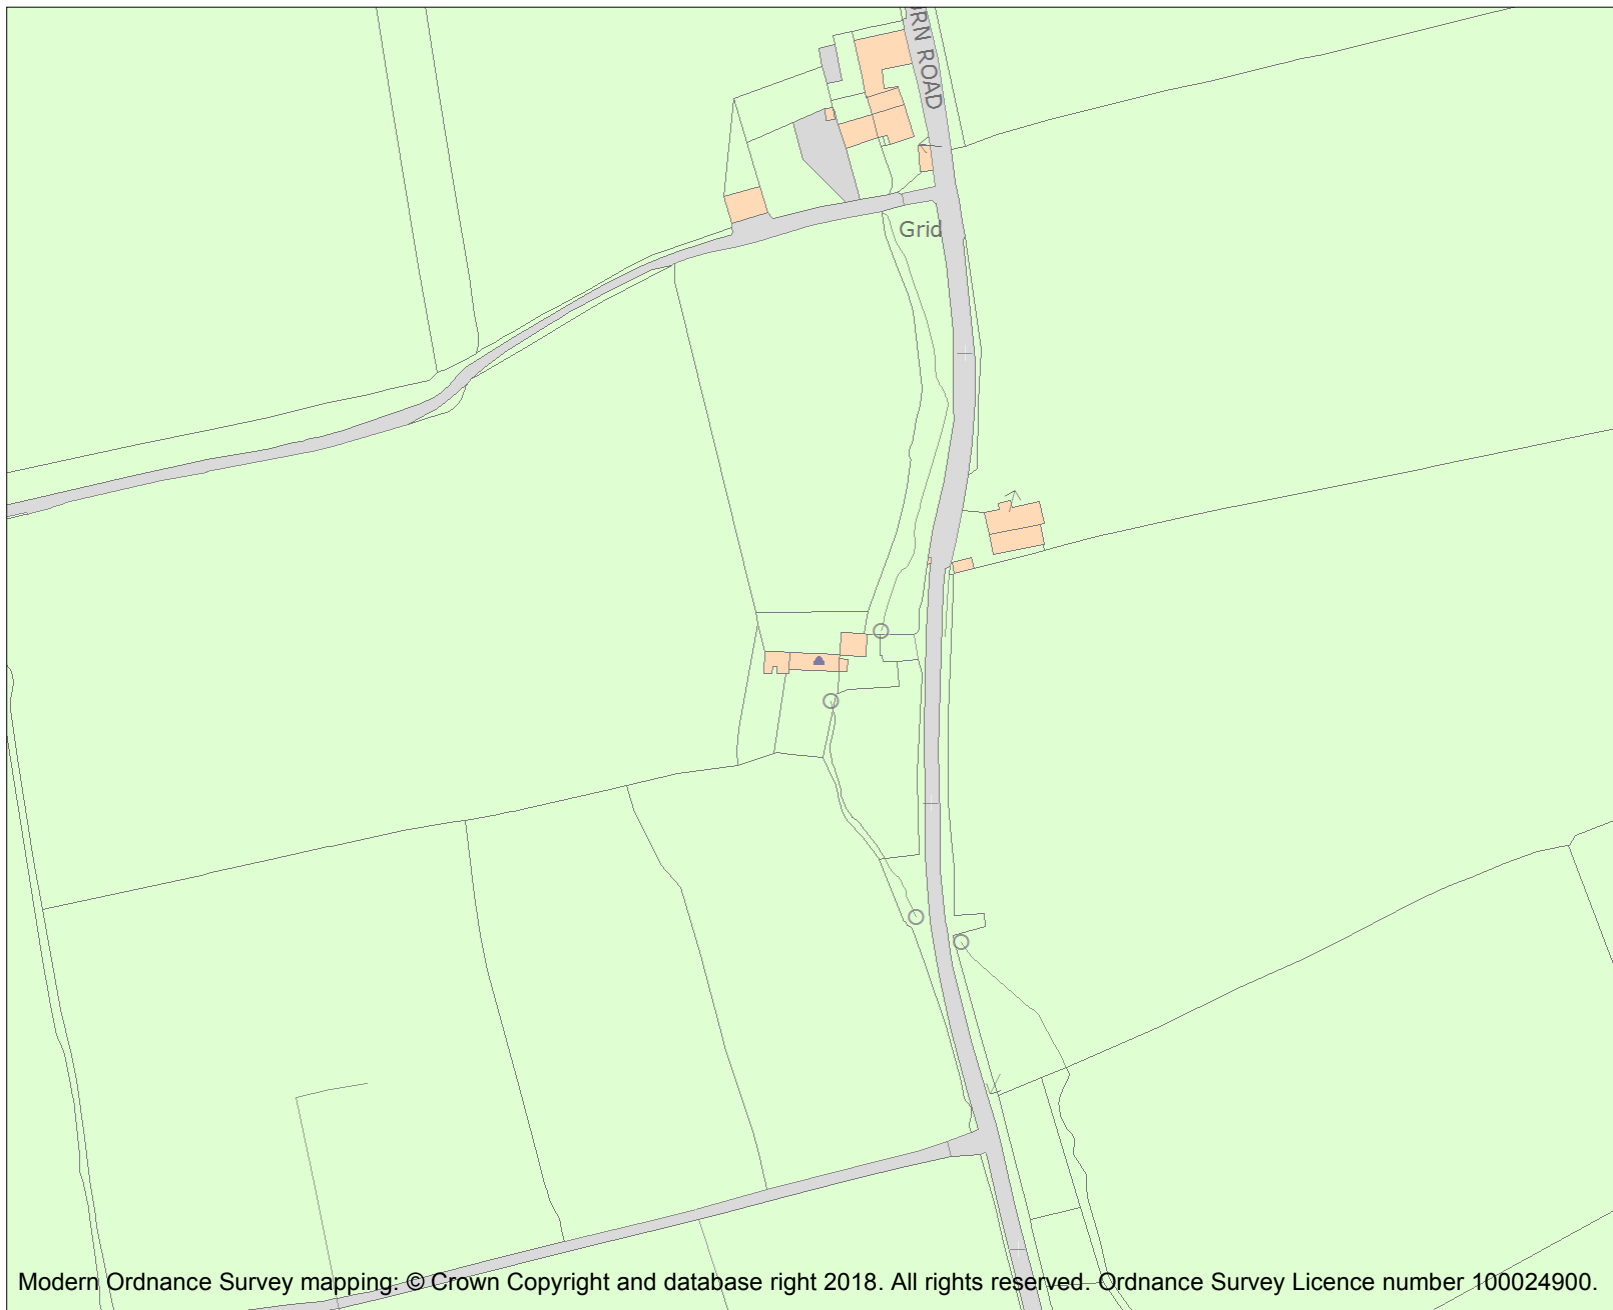 RN ROAD
Grid
Modern Ordnance Survey mapping: © Crown Copyright and database right 2018. All rights reserved. Ordnance Survey Licence number 100024900.